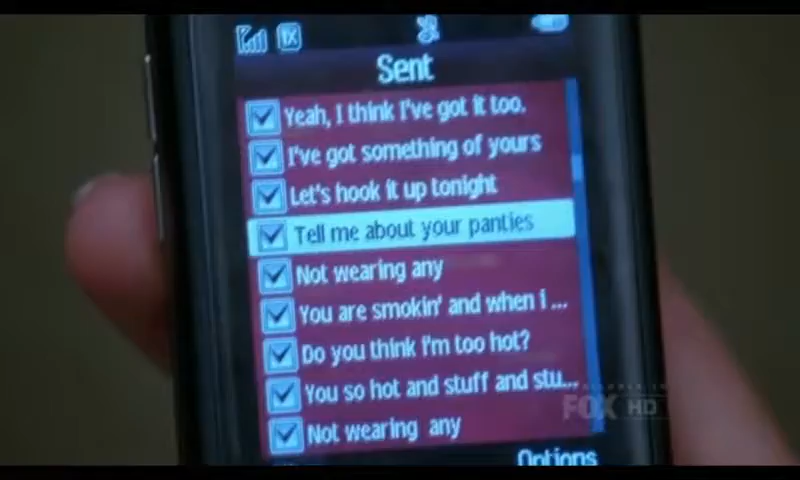 1X
Sent
Yeah, I think I've got it too.
I've got something of yours
Let's hook it up tonight
Tell me about your panties
Not wearing any
You are smokin' and when i ...
Do you think I'm too hot?
You so hot and stuff and stu...
Not wearing any
FOX HD
Options